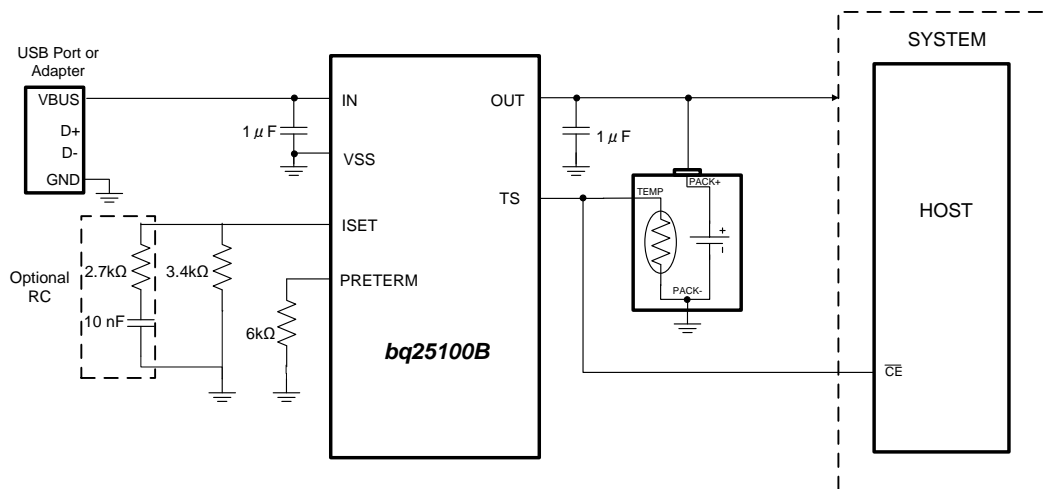 SYSTEM
USB Port or
Adapter
VBUS
D+
D-
GND
IN
OUT
1 μF
1 μF
VSS
TS
TEMP
PACK+
+
-
PACK-
HOST
ISET
PRETERM
Optional
RC
2.7kΩ
3.4kΩ
10 nF
6kΩ
bq25100B
C̅E̅